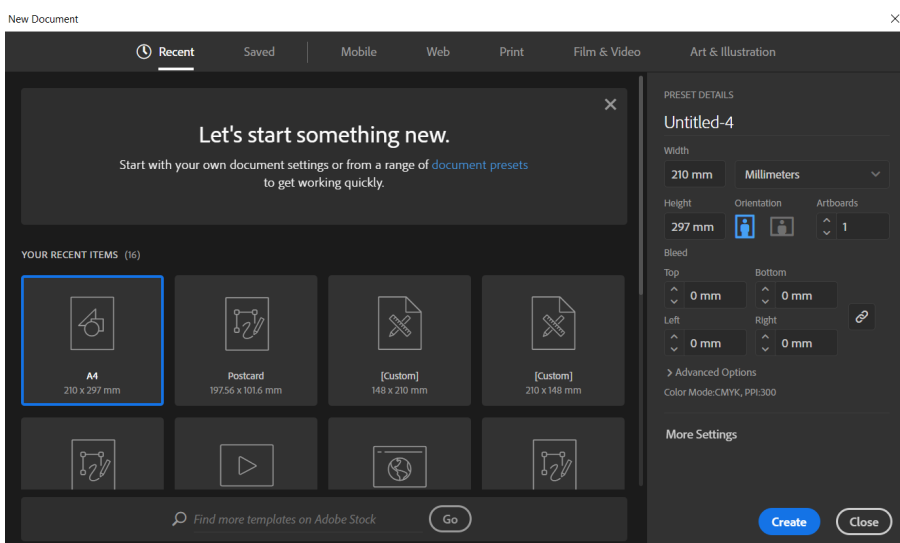 New Document
Recent Saved Mobile Web Print Film & Video Art & Illustration
Let's start something new.
Start with your own document settings or from a range of document presets
to get working quickly.
YOUR RECENT ITEMS (16)
A4
210 x 297 mm
Postcard
197.56 x 101.6 mm
[Custom]
148 x 210 mm
[Custom]
210 x 148 mm
Find more templates on Adobe Stock Go
PRESET DETAILS
Untitled-4
Width
210 mm Millimeters
Height Orientation Artboards
297 mm 1
Bleed
Top Bottom
0 mm 0 mm
Left Right
0 mm 0 mm
Advanced Options
Color Mode:CMYK, PPI:300
More Settings
Create Close